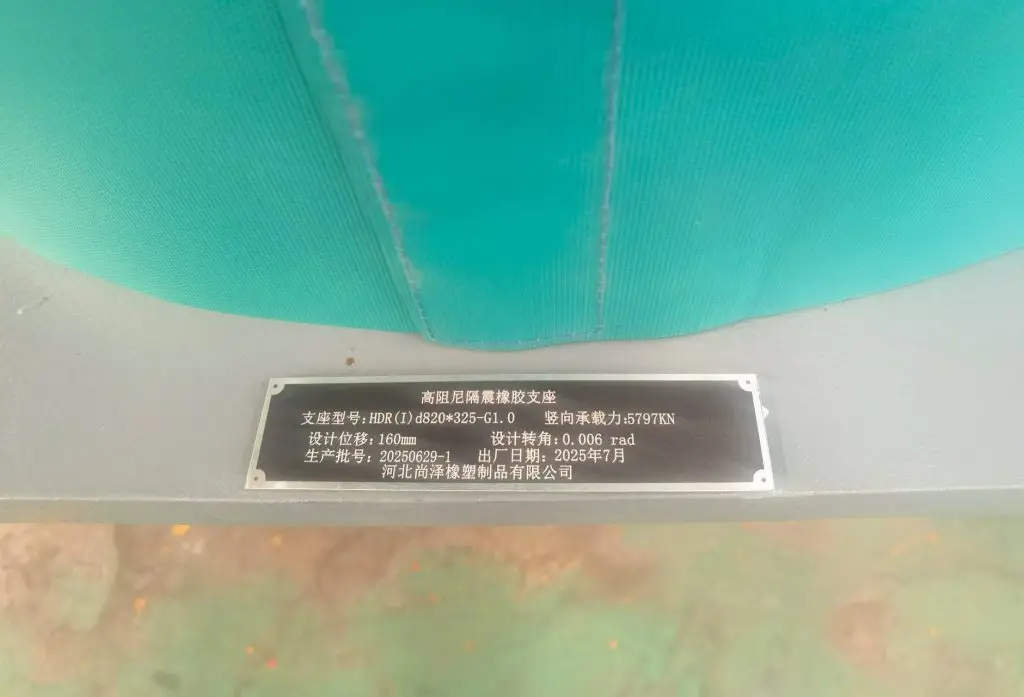 高阻尼隔震橡胶支座
支座型号:HDR(I)d820*325-G1.0 竖向承载力:5797KN
设计位移:160mm 设计转角:0.006 rad
生产批号: 20250629-1 出厂日期: 2025年7月
河北尚泽橡塑制品有限公司